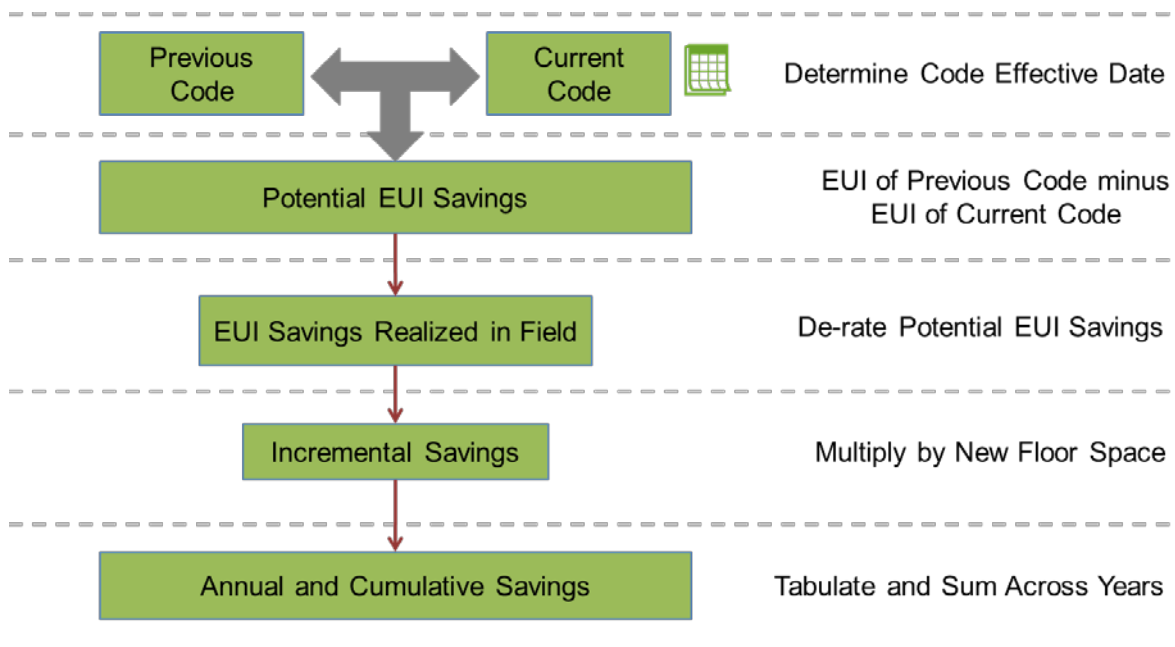 Previous
Code
Current
Code
Determine Code Effective Date
Potential EUI Savings
EUI of Previous Code minus
EUI of Current Code
EUI Savings Realized in Field
De-rate Potential EUI Savings
Incremental Savings
Multiply by New Floor Space
Annual and Cumulative Savings
Tabulate and Sum Across Years